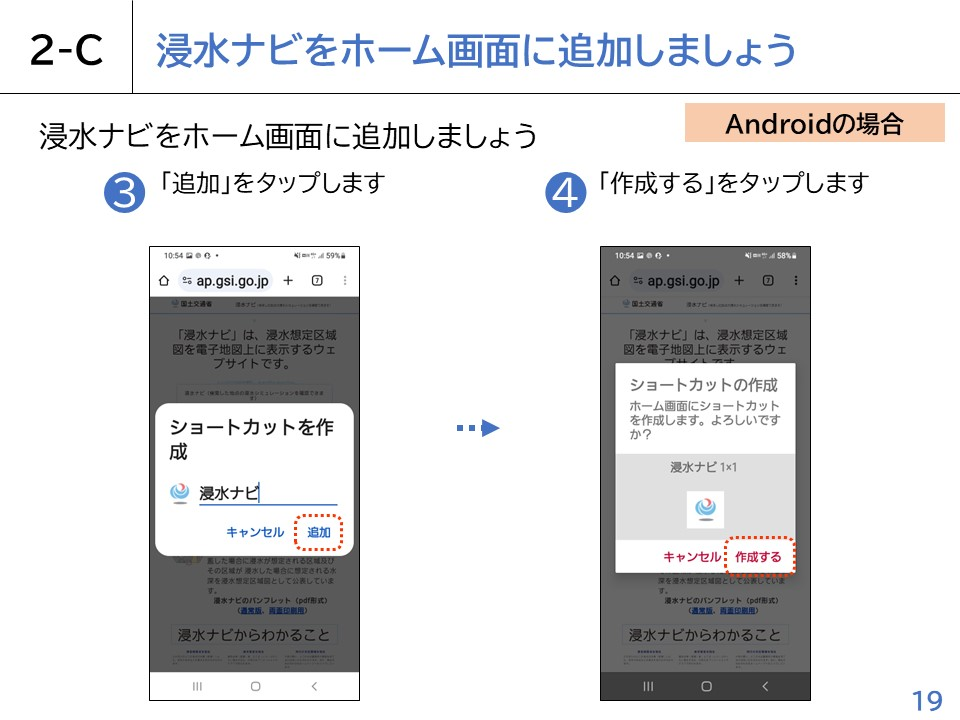 2-C
浸水ナビをホーム画面に追加しましょう
浸水ナビをホーム画面に追加しましょう
Androidの場合
3
「追加」をタップします
10:54
59%
ap.gsi.go.jp
7
国土交通省
「浸水ナビ」は、浸水想定区域
図を電子地図上に表示するウェ
ブサイトです。
ショートカットを作
成
浸水ナビ
キャンセル 追加
濫した場合に浸水が想定される区域及び
その区域が 浸水した場合に想定される水
深を浸水想定区域図として公表していま
す。
浸水ナビのパンフレット（pdf形式）
（通常版、両面印刷用）
浸水ナビからわかること
4
「作成する」をタップします
10:54
58%
ap.gsi.go.jp
7
国土交通省
「浸水ナビ」は、浸水想定区域
図を電子地図上に表示するウェ
ブサイトです。
ショートカットの作成
ホーム画面にショートカット
を作成します。よろしいです
か？
浸水ナビ 1×1
キャンセル 作成する
深を浸水想定区域図として公表していま
す。
浸水ナビのパンフレット（pdf形式）
（通常版、両面印刷用）
浸水ナビからわかること
19